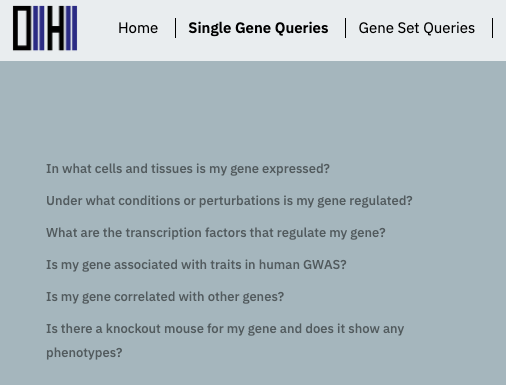 Home
Single Gene Queries
Gene Set Queries
In what cells and tissues is my gene expressed?
Under what conditions or perturbations is my gene regulated?
What are the transcription factors that regulate my gene?
Is my gene associated with traits in human GWAS?
Is my gene correlated with other genes?
Is there a knockout mouse for my gene and does it show any
phenotypes?